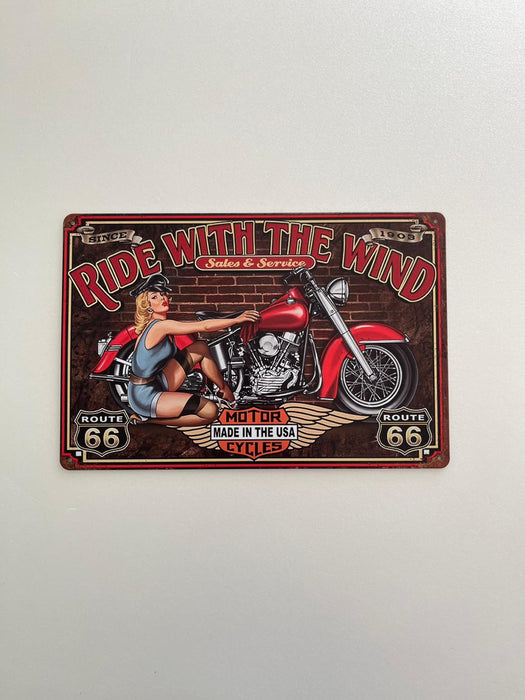 SINCE
1903
RIDE WITH THE WIND
Sales & Service
ROUTE
66
MOTOR
MADE IN THE USA
CYCLES
ROUTE
66